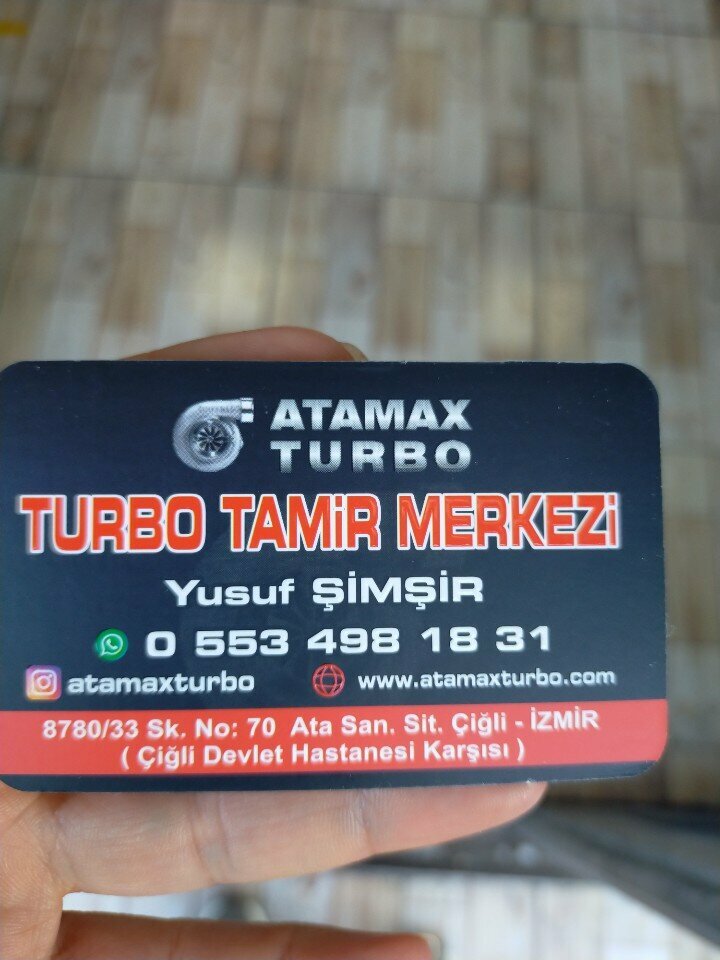 ATAMAX
TURBO
TURBO TAMİR MERKEZİ
Yusuf ŞİMŞİR
0 553 498 18 31
atamaxturbo www.atamaxturbo.com
8780/33 Sk. No: 70 Ata San. Sit. Çiğli - İZMİR
( Çiğli Devlet Hastanesi Karşısı )